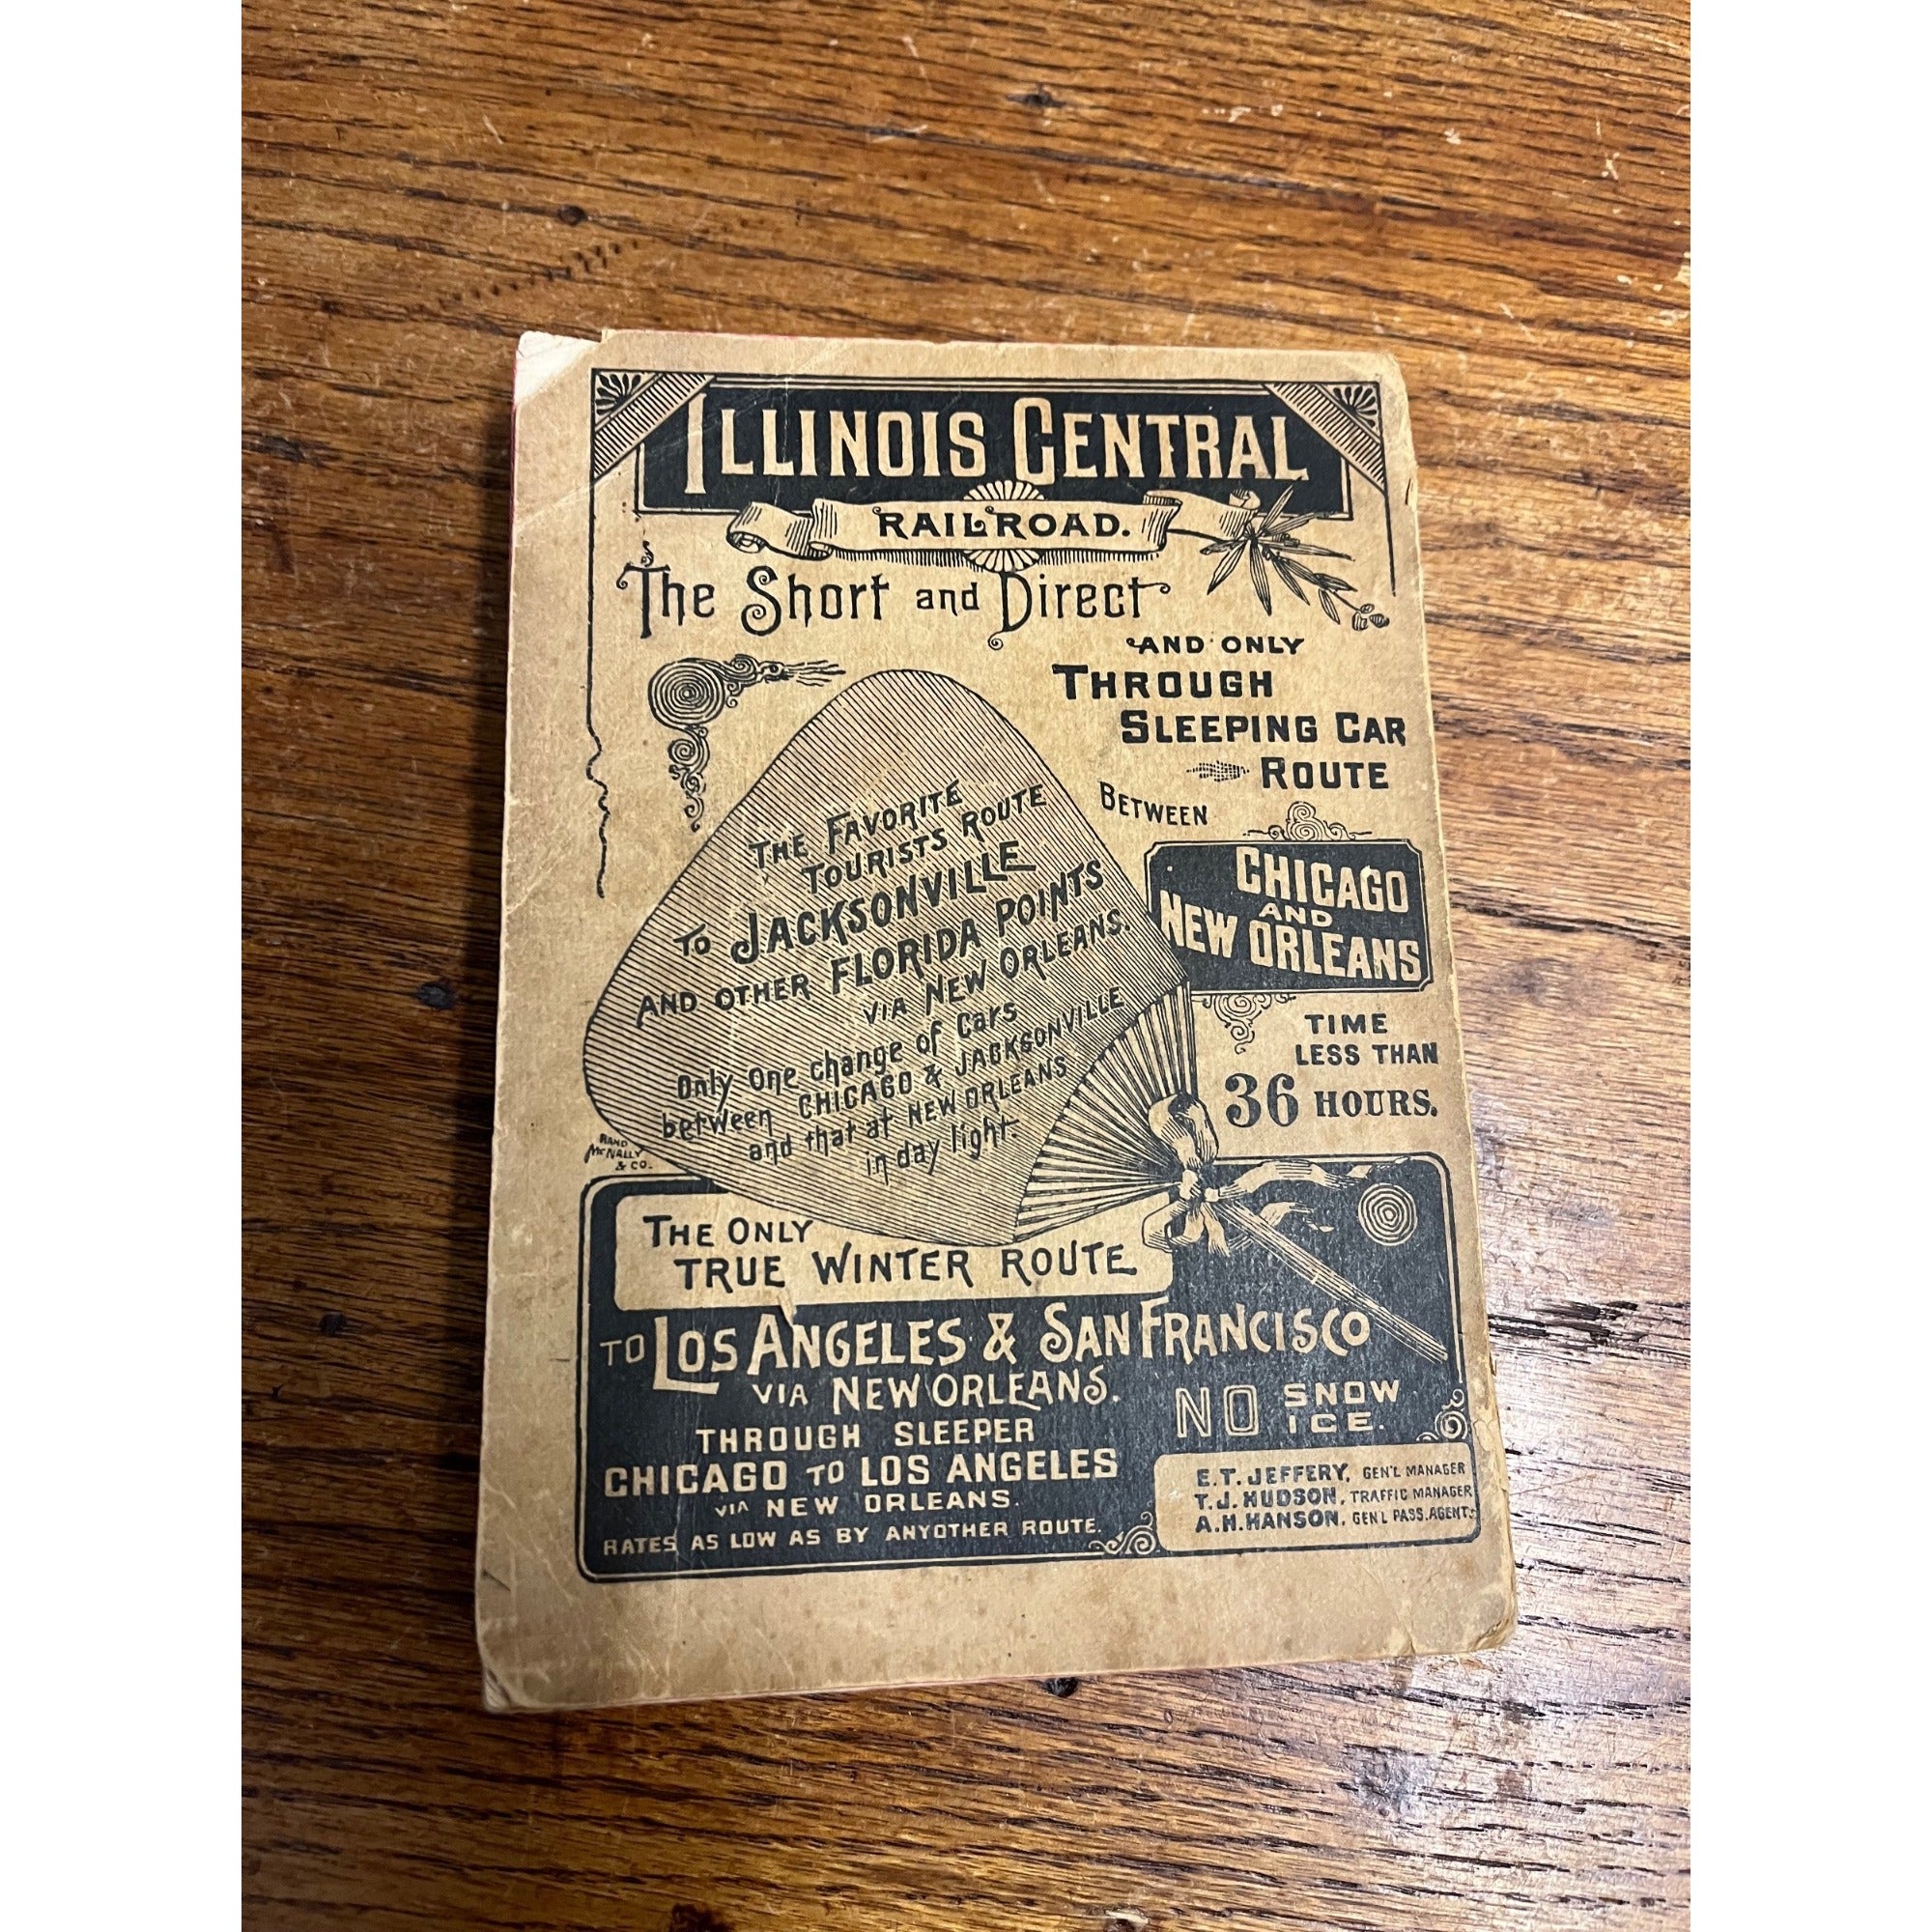 ILLINOIS CENTRAL
RAILROAD.
The Short and Direct
AND ONLY
THROUGH
SLEEPING CAR
ROUTE
BETWEEN
CHICAGO
AND
NEW ORLEANS
TIME
LESS THAN
36 HOURS.
THE FAVORITE
TOURISTS ROUTE
TO JACKSONVILLE
AND OTHER FLORIDA POINTS
VIA NEW ORLEANS.
Only One change of Cars
between CHICAGO & JACKSONVILLE
and that at NEW ORLEANS
in day light.
RAND
McNALLY
& CO.
THE ONLY
TRUE WINTER ROUTE
TO LOS ANGELES & SAN FRANCISCO
VIA NEW ORLEANS.
NO SNOW
ICE.
THROUGH SLEEPER
CHICAGO TO LOS ANGELES
VIA NEW ORLEANS.
RATES AS LOW AS BY ANYOTHER ROUTE.
E.T. JEFFERY, GEN'L MANAGER
T.J. HUDSON, TRAFFIC MANAGER
A.H. HANSON, GEN'L PASS. AGENT.